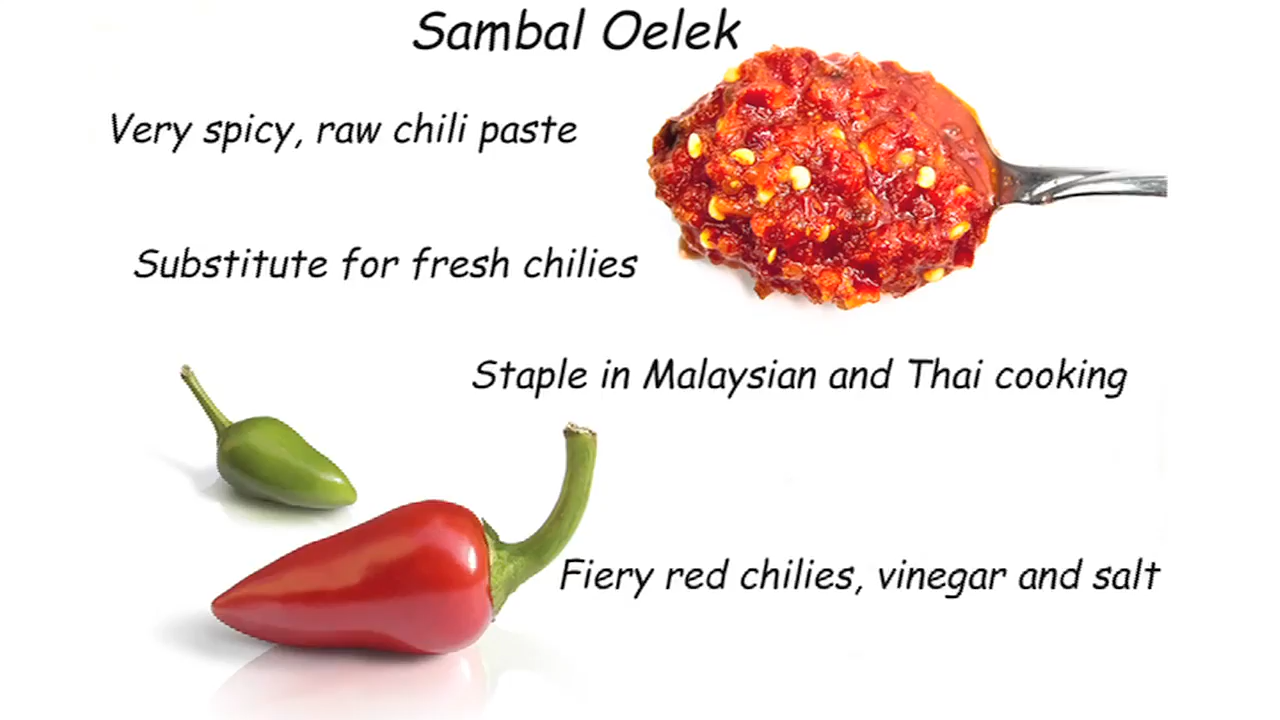 Sambal Oelek
Very spicy, raw chili paste
Substitute for fresh chilies
Staple in Malaysian and Thai cooking
Fiery red chilies, vinegar and salt